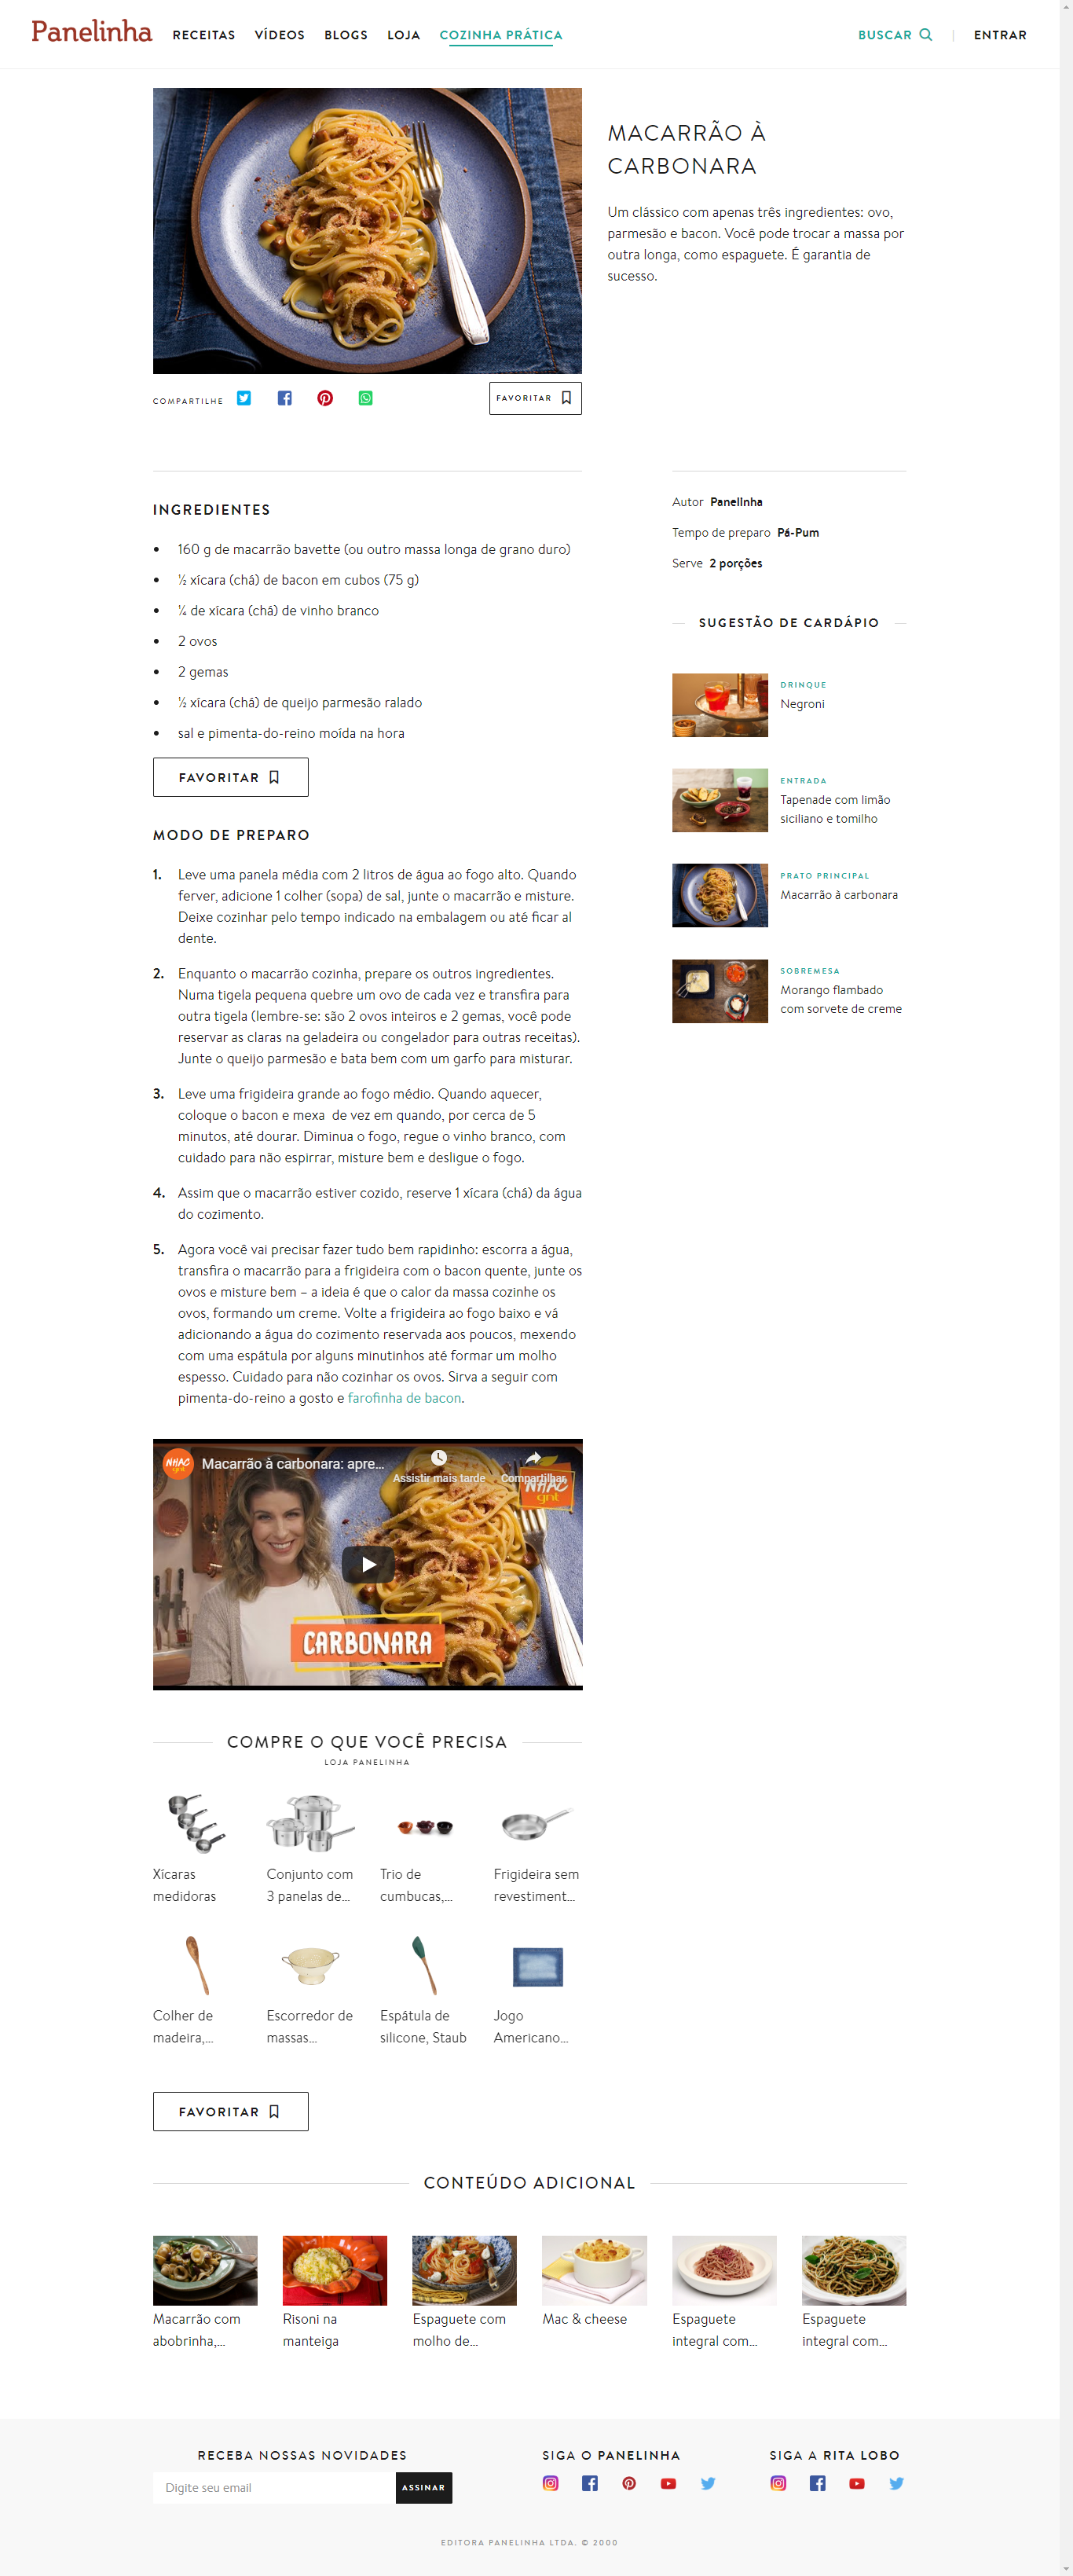 Panelinha
RECEITAS
VÍDEOS
BLOGS
LOJA
COZINHA PRÁTICA
BUSCAR
ENTRAR
MACARRÃO À
CARBONARA
Um clássico com apenas três ingredientes: ovo,
parmesão e bacon. Você pode trocar a massa por
outra longa, como espaguete. É garantia de
sucesso.
COMPARTILHE
FAVORITAR
INGREDIENTES
160 g de macarrão bavette (ou outro massa longa de grano duro)
½ xícara (chá) de bacon em cubos (75 g)
¼ de xícara (chá) de vinho branco
2 ovos
2 gemas
½ xícara (chá) de queijo parmesão ralado
sal e pimenta-do-reino moída na hora
FAVORITAR
Autor PanelInha
Tempo de preparo Pá-Pum
Serve 2 porções
SUGESTÃO DE CARDÁPIO
DRINQUE
Negroni
ENTRADA
Tapenade com limão
siciliano e tomilho
PRATO PRINCIPAL
Macarrão à carbonara
SOBREMESA
Morango flambado
com sorvete de creme
MODO DE PREPARO
1. Leve uma panela média com 2 litros de água ao fogo alto. Quando
ferver, adicione 1 colher (sopa) de sal, junte o macarrão e misture.
Deixe cozinhar pelo tempo indicado na embalagem ou até ficar al
dente.
2. Enquanto o macarrão cozinha, prepare os outros ingredientes.
Numa tigela pequena quebre um ovo de cada vez e transfira para
outra tigela (lembre-se: são 2 ovos inteiros e 2 gemas, você pode
reservar as claras na geladeira ou congelador para outras receitas).
Junte o queijo parmesão e bata bem com um garfo para misturar.
3. Leve uma frigideira grande ao fogo médio. Quando aquecer,
coloque o bacon e mexa de vez em quando, por cerca de 5
minutos, até dourar. Diminua o fogo, regue o vinho branco, com
cuidado para não espirrar, misture bem e desligue o fogo.
4. Assim que o macarrão estiver cozido, reserve 1 xícara (chá) da água
do cozimento.
5. Agora você vai precisar fazer tudo bem rapidinho: escorra a água,
transfira o macarrão para a frigideira com o bacon quente, junte os
ovos e misture bem – a ideia é que o calor da massa cozinhe os
ovos, formando um creme. Volte a frigideira ao fogo baixo e vá
adicionando a água do cozimento reservada aos poucos, mexendo
com uma espátula por alguns minutinhos até formar um molho
espesso. Cuidado para não cozinhar os ovos. Sirva a seguir com
pimenta-do-reino a gosto e farofinha de bacon.
NHAC
gnt
Macarrão à carbonara: apre...
Assistir mais tarde
Compartilhar
NHAC
gnt
CARBONARA
COMPRE O QUE VOCÊ PRECISA
LOJA PANELINHA
Xícaras
medidoras
Conjunto com
3 panelas de...
Trio de
cumbucas,...
Frigideira sem
revestiment...
Colher de
madeira,...
Escorredor de
massas...
Espátula de
silicone, Staub
Jogo
Americano...
FAVORITAR
CONTEÚDO ADICIONAL
Macarrão com
abobrinha,...
Risoni na
manteiga
Espaguete com
molho de...
Mac & cheese
Espaguete
integral com...
Espaguete
integral com...
RECEBA NOSSAS NOVIDADES
Digite seu email
ASSINAR
SIGA O PANELINHA
SIGA A RITA LOBO
EDITORA PANELINHA LTDA. © 2000